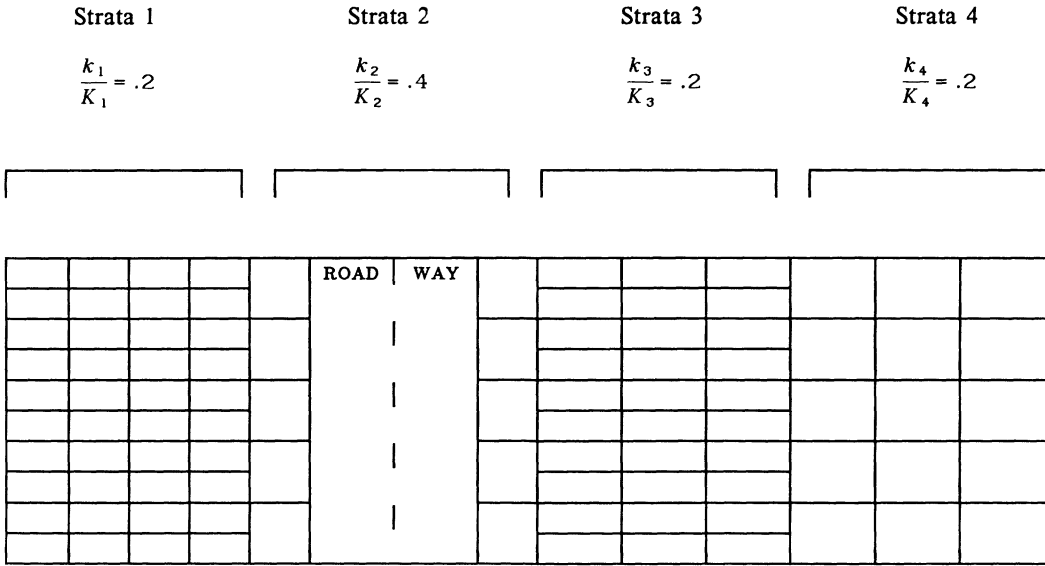 Strata 1 Strata 2 Strata 3 Strata 4
k₁/K₁ = .2 k₂/K₂ = .4 k₃/K₃ = .2 k₄/K₄ = .2
ROAD WAY